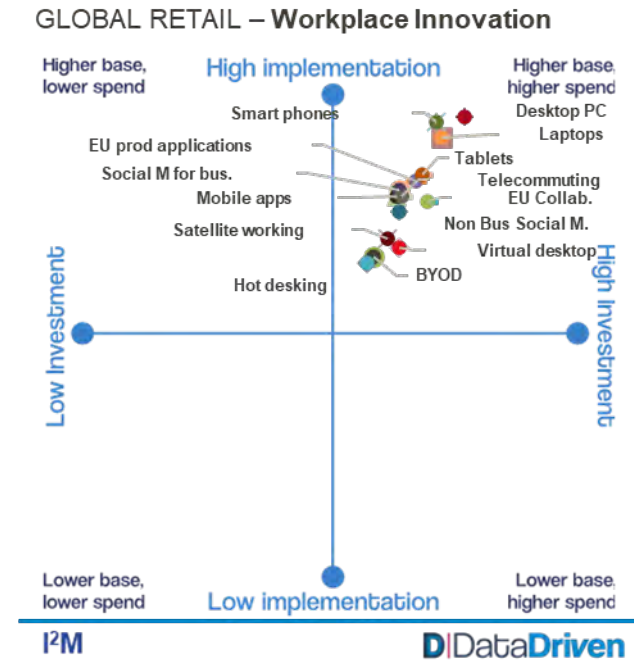 GLOBAL RETAIL – Workplace Innovation
Higher base,
lower spend
High implementation
Higher base,
higher spend
Smart phones
Desktop PC
Laptops
EU prod applications
Tablets
Social M for bus.
Telecommuting
Mobile apps
EU Collab.
Non Bus Social M.
Satellite working
Virtual desktop
BYOD
Hot desking
Low Investment
High Investment
Lower base,
lower spend
Low implementation
Lower base,
higher spend
I²M
D|DataDriven